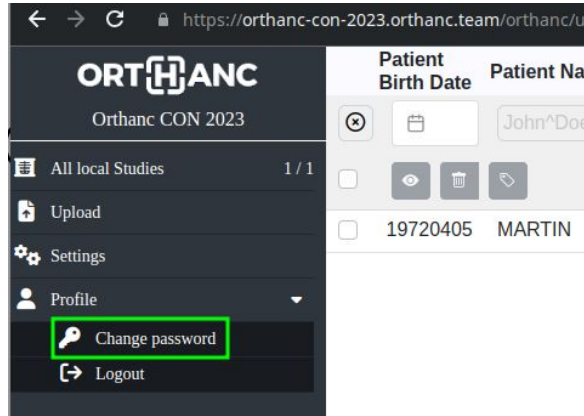 https://orthanc-con-2023.orthanc.team/orthanc/u
ORTHANC
Orthanc CON 2023
All local Studies 1 / 1
Upload
Settings
Profile
Change password
Logout
Patient
Birth Date
Patient Na
John^Doe
19720405 MARTIN